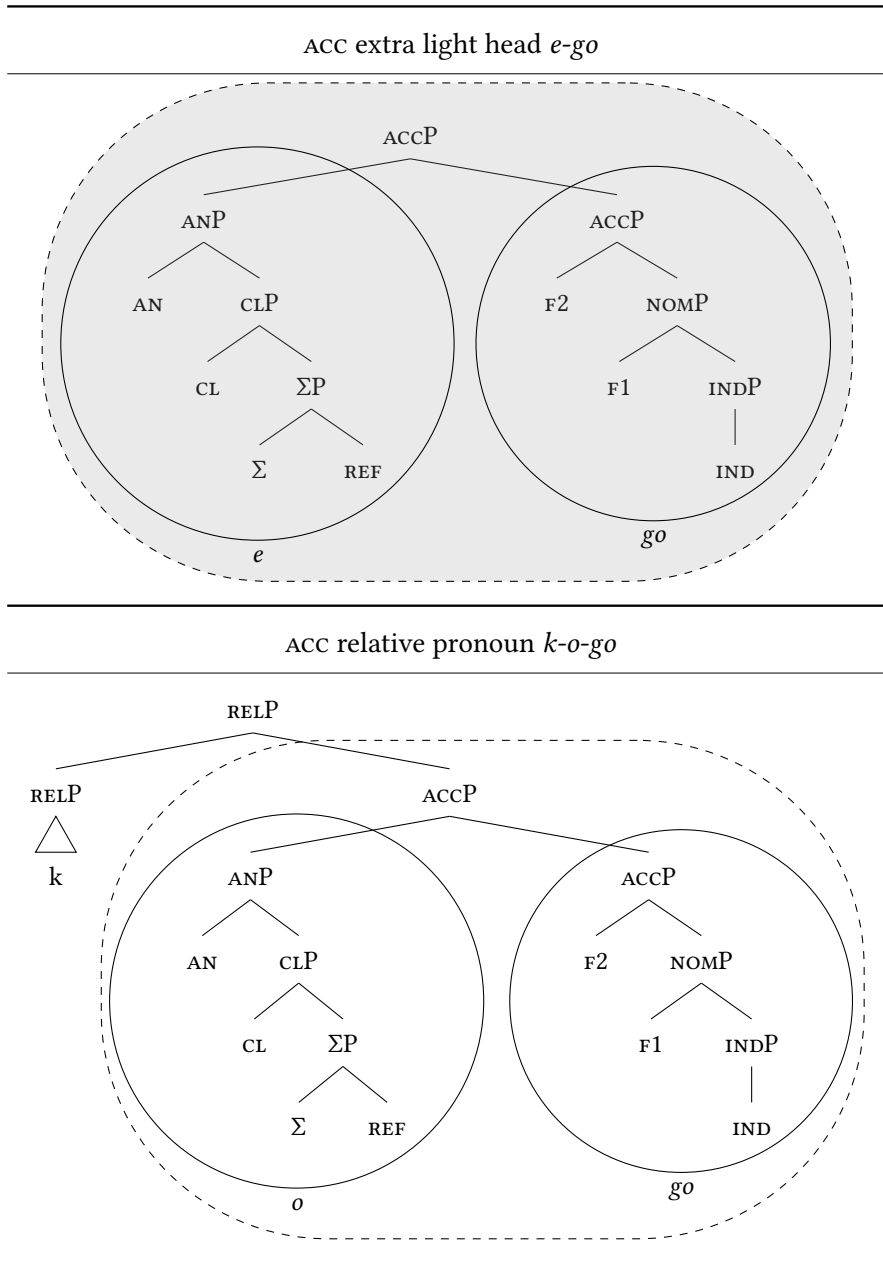 ACC extra light head e-go
ACCP
ANP ACCP
AN CLP F2 NOMP
CL ΣP F1 INDP
Σ REF IND
e go
ACC relative pronoun k-o-go
RELP
RELP ACCP
k
ANP ACCP
AN CLP F2 NOMP
CL ΣP F1 INDP
Σ REF IND
o go